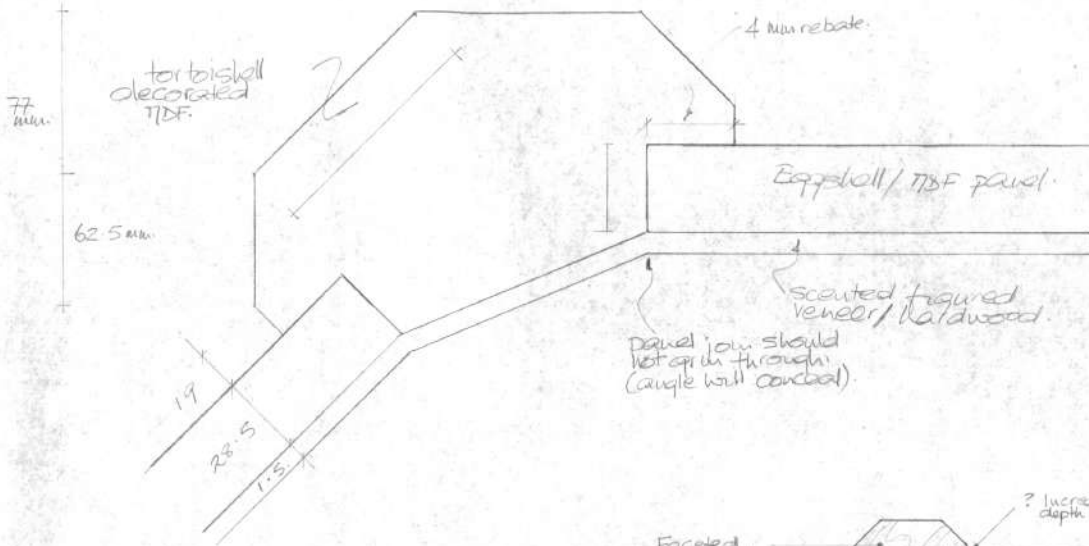 4 mm rebate.
tortoishell
decorated
MDF.
77
mm.
Eggshell/ MDF panel.
62.5 mm.
scented figured
veneer/ hardwood.
panel join should
not grin through.
(angle will conceal).
19
28.5
1.5.
? Incre
depth
Faceted